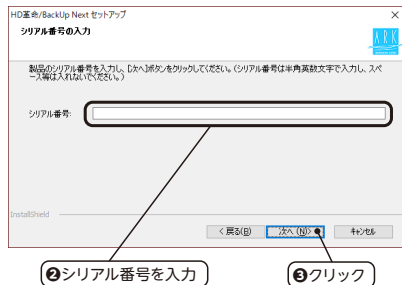 HD革命/BackUp Next セットアップ
シリアル番号の入力
ARK
製品のシリアル番号を入力し、[次へ]ボタンをクリックしてください。(シリアル番号は半角英数文字で入力し、スペ
ース等は入れないでください。)
シリアル番号:
InstallShield
< 戻る(B)
次へ (N)>
キャンセル
❷シリアル番号を入力
❸クリック